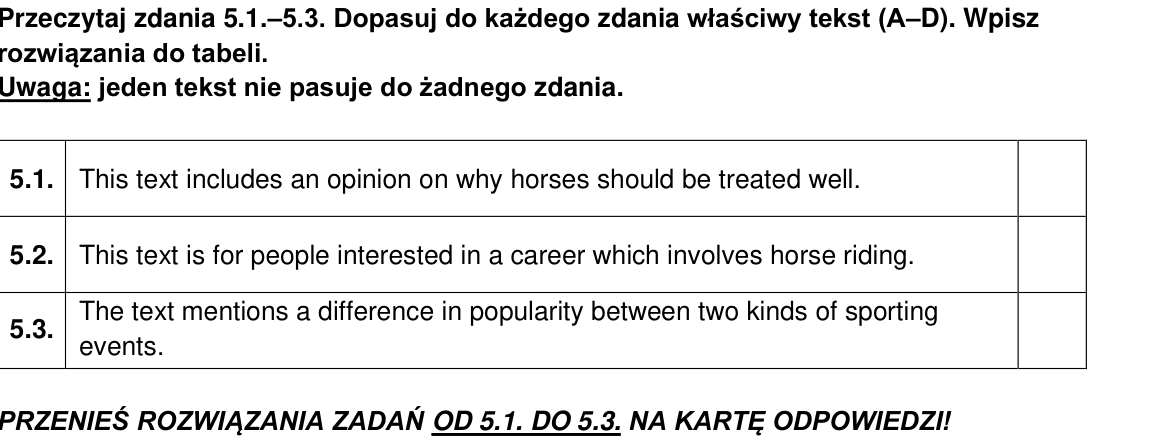 Przeczytaj zdania 5.1.–5.3. Dopasuj do każdego zdania właściwy tekst (A–D). Wpisz
rozwiązania do tabeli.
Uwaga: jeden tekst nie pasuje do żadnego zdania.
5.1. This text includes an opinion on why horses should be treated well.
5.2. This text is for people interested in a career which involves horse riding.
5.3. The text mentions a difference in popularity between two kinds of sporting
events.
PRZENIEŚ ROZWIĄZANIA ZADAŃ OD 5.1. DO 5.3. NA KARTĘ ODPOWIEDZI!